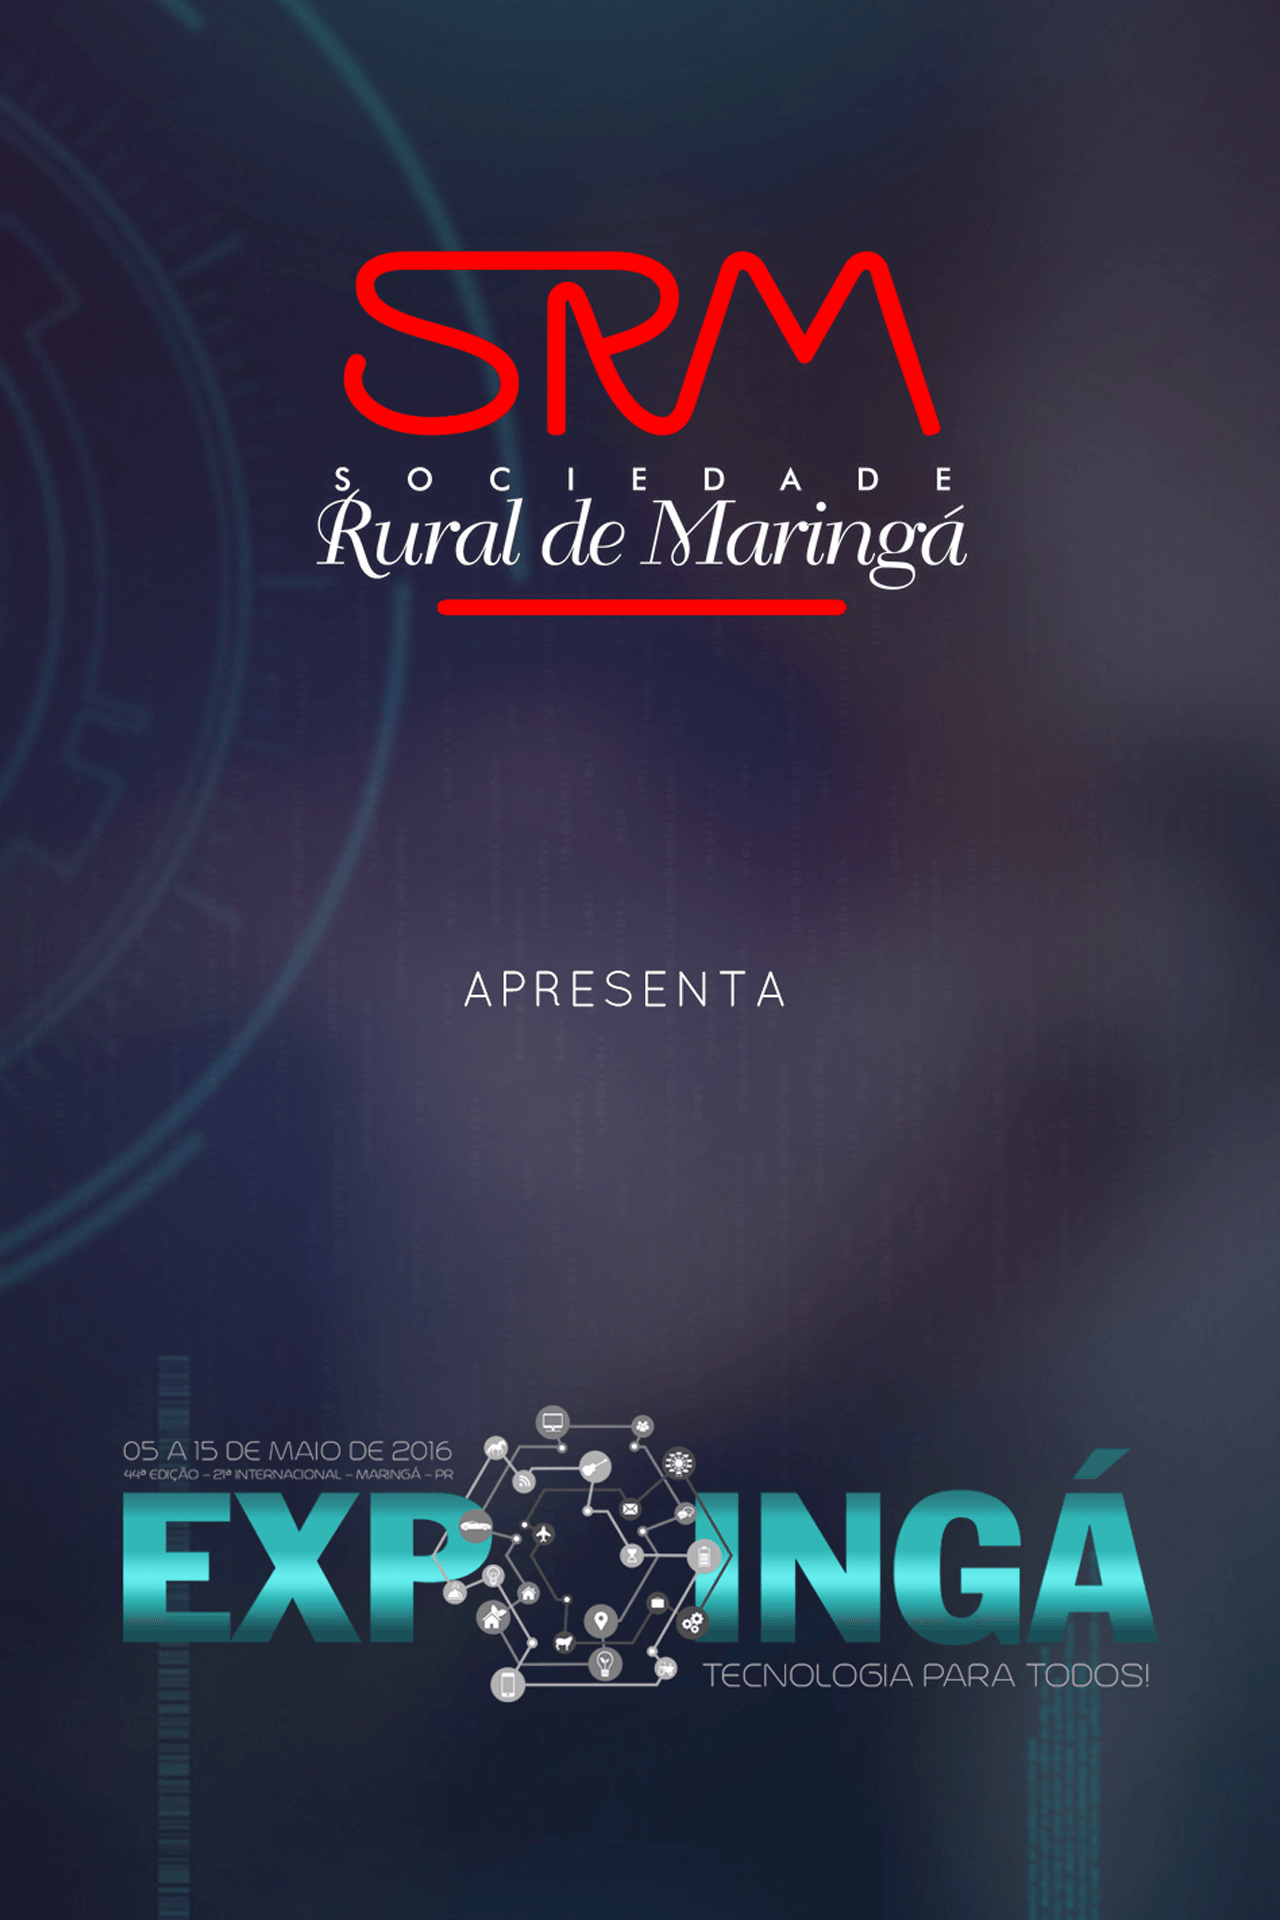 SRM
SOCIEDADE
Rural de Maringá
APRESENTA
05 A 15 DE MAIO DE 2016
44ª EDIÇÃO – 21ª INTERNACIONAL – MARINGÁ – PR
EXPOINGÁ
TECNOLOGIA PARA TODOS!